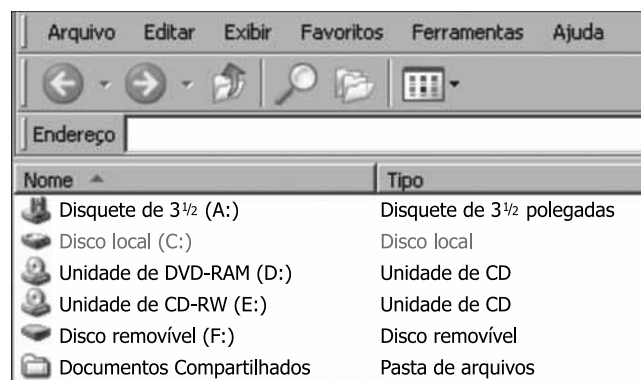 Arquivo Editar Exibir Favoritos Ferramentas Ajuda
Endereço
Nome Tipo
Disquete de 3½ (A:) Disquete de 3½ polegadas
Disco local (C:) Disco local
Unidade de DVD-RAM (D:) Unidade de CD
Unidade de CD-RW (E:) Unidade de CD
Disco removível (F:) Disco removível
Documentos Compartilhados Pasta de arquivos